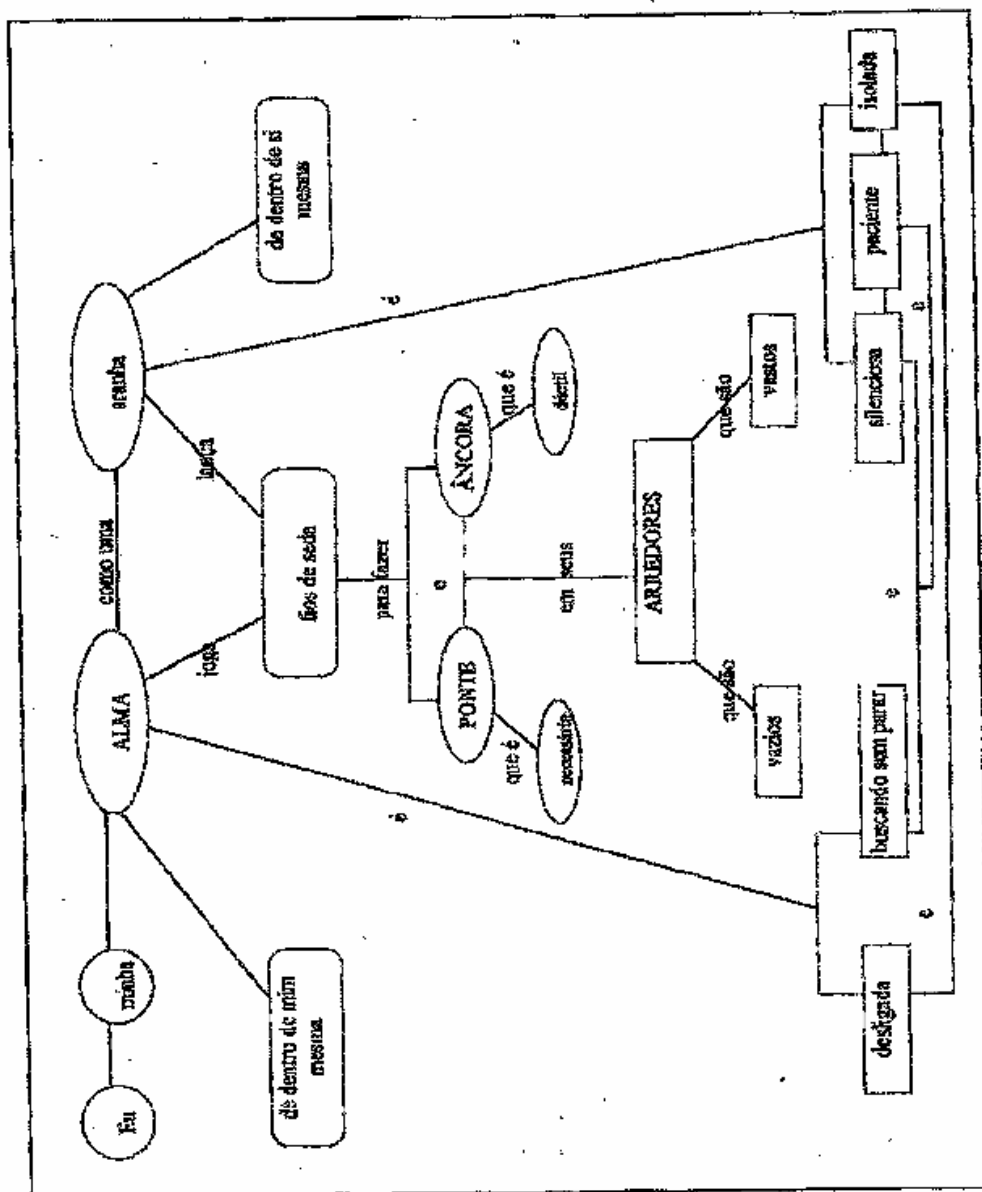 Eu
minha
ALMA
como uma
aranha
de dentro de mim
mesma
joga
lança
de dentro de si
mesma
fios de seda
para fazer
é
e
é
PONTE
ÂNCORA
que é
que é
necessária
dúctil
em seus
ARREDORES
que são
que são
vazios
vastos
desligada
buscando sem parar
silenciosa
paciente
isolada
e
e
e